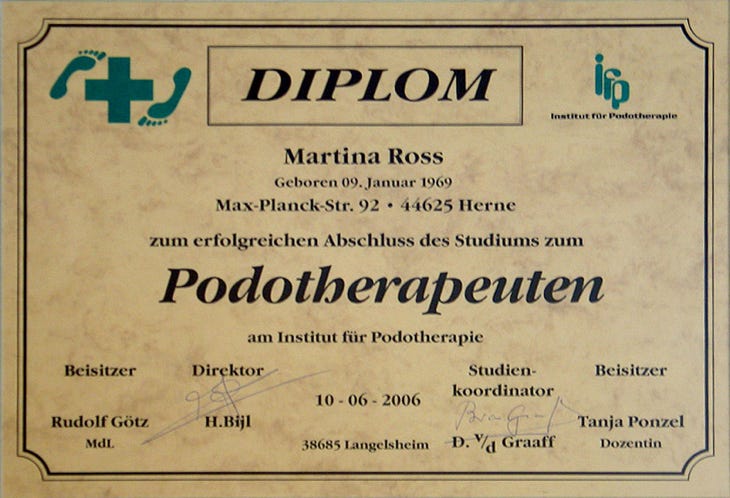 DIPLOM
ifp
Institut für Podotherapie
Martina Ross
Geboren 09. Januar 1969
Max-Planck-Str. 92 • 44625 Herne
zum erfolgreichen Abschluss des Studiums zum
Podotherapeuten
am Institut für Podotherapie
Beisitzer
Rudolf Götz
MdL
Direktor
H.Bijl
10 - 06 - 2006
38685 Langelsheim
Studien-
koordinator
D. v/d Graaff
Beisitzer
Tanja Ponzel
Dozentin